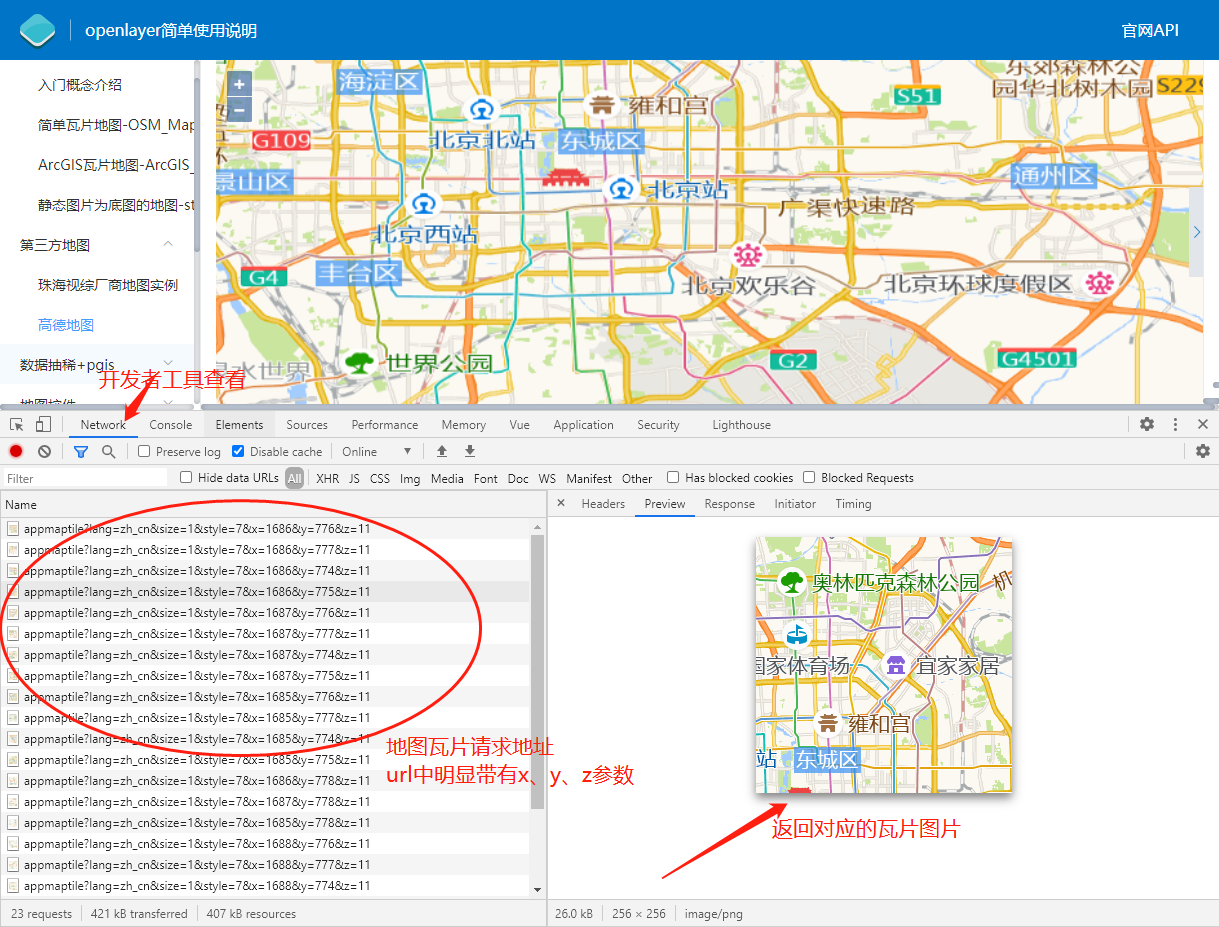 openlayer简单使用说明
官网API
入门概念介绍
简单瓦片地图-OSM_Map
ArcGIS瓦片地图-ArcGIS_
静态图片为底图的地图-st
第三方地图
珠海视综厂商地图实例
高德地图
数据抽稀+pgis
地图控件
+
−
海淀区
雍和宫
东郊森林公
园华北树木园
S229
S51
G109
北京北站
东城区
景山区
北京站
通州区
广渠快速路
北京西站
G4
丰台区
北京欢乐谷
北京环球度假区
世界公园
绿水世界
G2
G4501
开发者工具查看
Network
Console
Elements
Sources
Performance
Memory
Vue
Application
Security
Lighthouse
Preserve log
Disable cache
Online
Filter
Hide data URLs
All
XHR
JS
CSS
Img
Media
Font
Doc
WS
Manifest
Other
Has blocked cookies
Blocked Requests
Name
appmaptile?lang=zh_cn&size=1&style=7&x=1686&y=776&z=11
appmaptile?lang=zh_cn&size=1&style=7&x=1686&y=777&z=11
appmaptile?lang=zh_cn&size=1&style=7&x=1686&y=774&z=11
appmaptile?lang=zh_cn&size=1&style=7&x=1686&y=775&z=11
appmaptile?lang=zh_cn&size=1&style=7&x=1687&y=776&z=11
appmaptile?lang=zh_cn&size=1&style=7&x=1687&y=777&z=11
appmaptile?lang=zh_cn&size=1&style=7&x=1687&y=774&z=11
appmaptile?lang=zh_cn&size=1&style=7&x=1687&y=775&z=11
appmaptile?lang=zh_cn&size=1&style=7&x=1685&y=776&z=11
appmaptile?lang=zh_cn&size=1&style=7&x=1685&y=777&z=11
appmaptile?lang=zh_cn&size=1&style=7&x=1685&y=774&z=11
appmaptile?lang=zh_cn&size=1&style=7&x=1685&y=775&z=11
appmaptile?lang=zh_cn&size=1&style=7&x=1686&y=778&z=11
appmaptile?lang=zh_cn&size=1&style=7&x=1687&y=778&z=11
appmaptile?lang=zh_cn&size=1&style=7&x=1685&y=778&z=11
appmaptile?lang=zh_cn&size=1&style=7&x=1688&y=776&z=11
appmaptile?lang=zh_cn&size=1&style=7&x=1688&y=777&z=11
appmaptile?lang=zh_cn&size=1&style=7&x=1688&y=774&z=11
地图瓦片请求地址
url中明显带有x、y、z参数
23 requests
421 kB transferred
407 kB resources
Headers
Preview
Response
Initiator
Timing
奥林匹克森林公园
机
国家体育场
宜家家居
雍和宫
站
东城区
返回对应的瓦片图片
26.0 kB
256 × 256
image/png